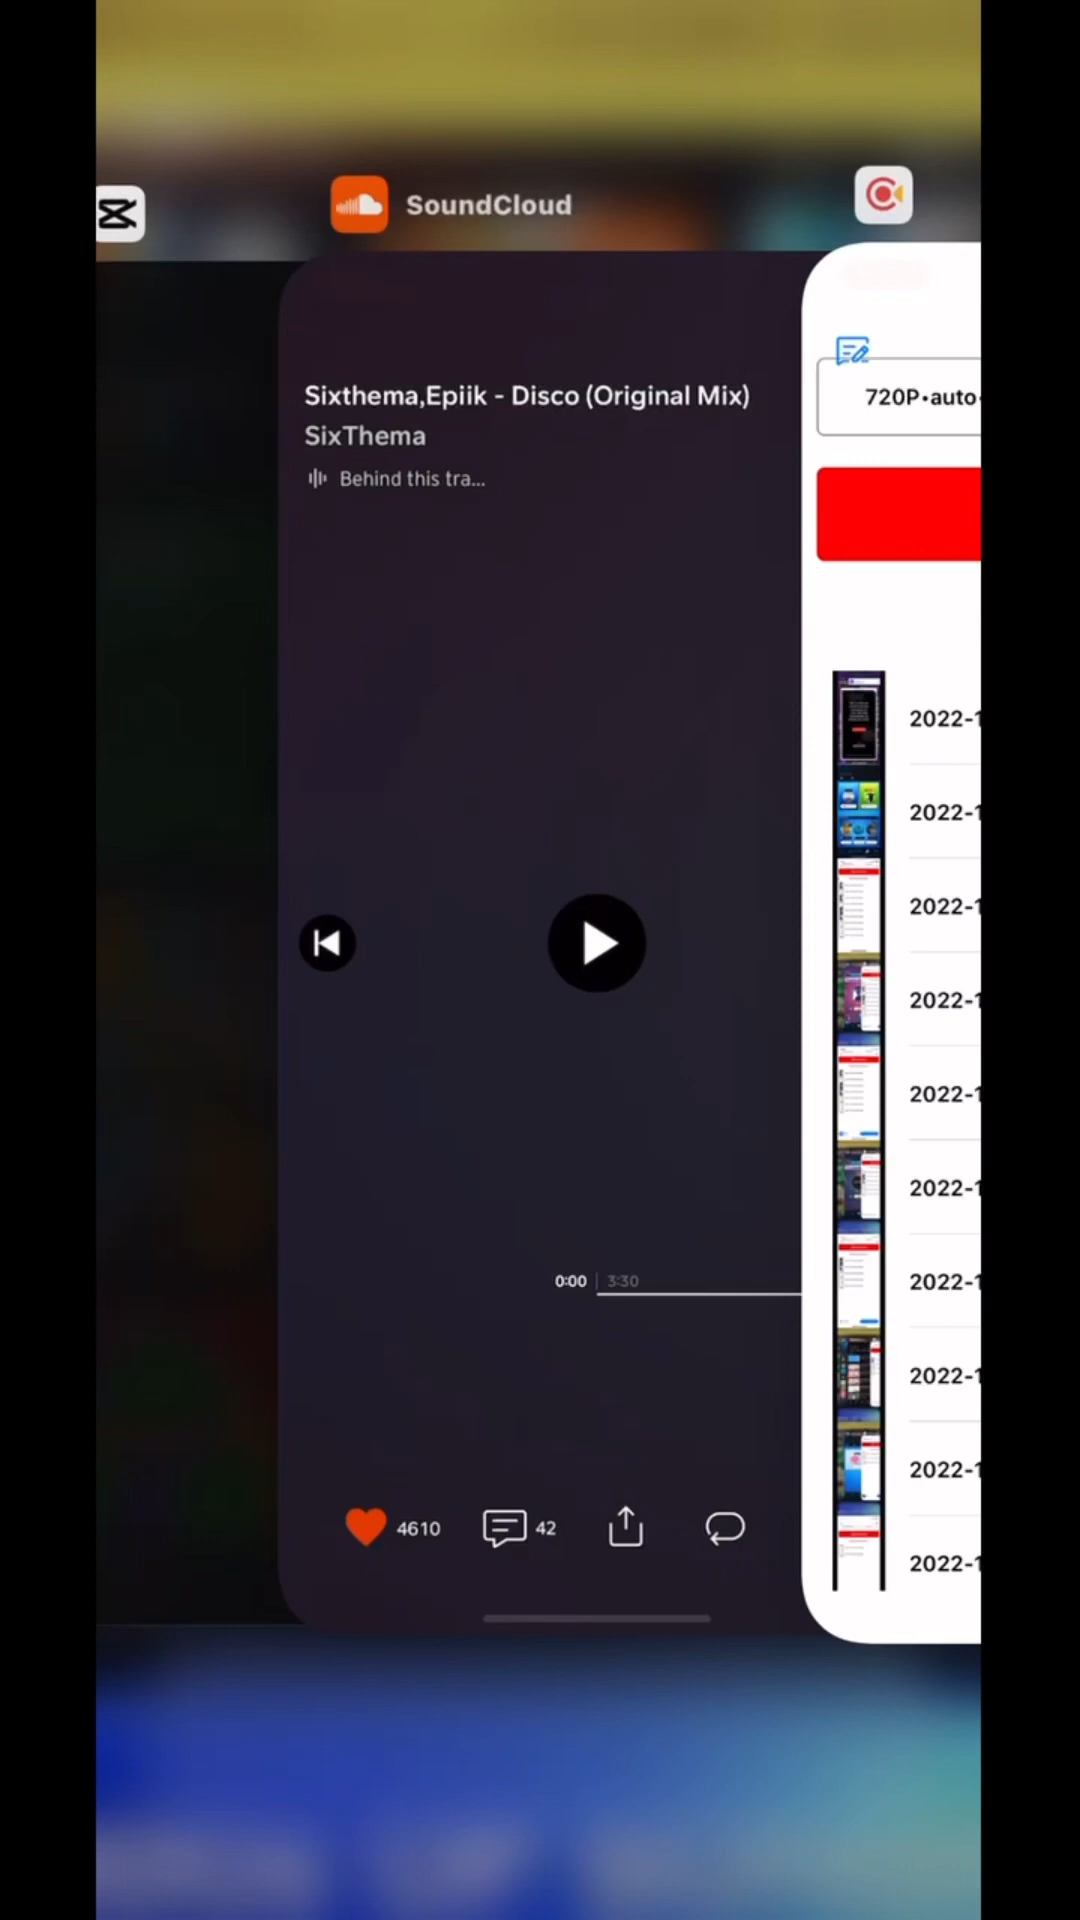 SoundCloud
Sixthema,Epiik - Disco (Original Mix)
SixThema
Behind this tra...
0:00 | 3:30
4610
42
720P•auto
2022-1
2022-1
2022-1
2022-1
2022-1
2022-1
2022-1
2022-1
2022-1
2022-1